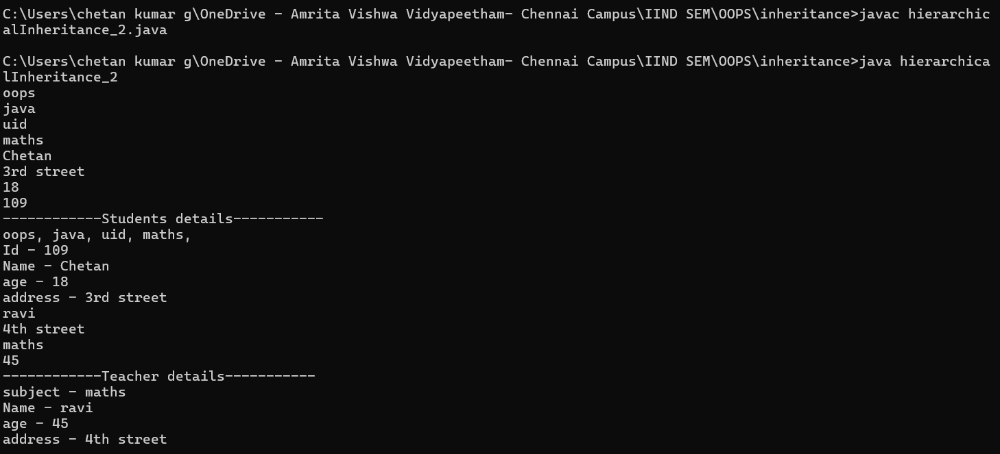 C:\Users\chetan kumar g\OneDrive - Amrita Vishwa Vidyapeetham- Chennai Campus\IIND SEM\OOPS\inheritance>javac hierarchic
alInheritance_2.java
C:\Users\chetan kumar g\OneDrive - Amrita Vishwa Vidyapeetham- Chennai Campus\IIND SEM\OOPS\inheritance>java hierarchica
lInheritance_2
oops
java
uid
maths
Chetan
3rd street
18
109
------------Students details-----------
oops, java, uid, maths,
Id - 109
Name - Chetan
age - 18
address - 3rd street
ravi
4th street
maths
45
------------Teacher details-----------
subject - maths
Name - ravi
age - 45
address - 4th street